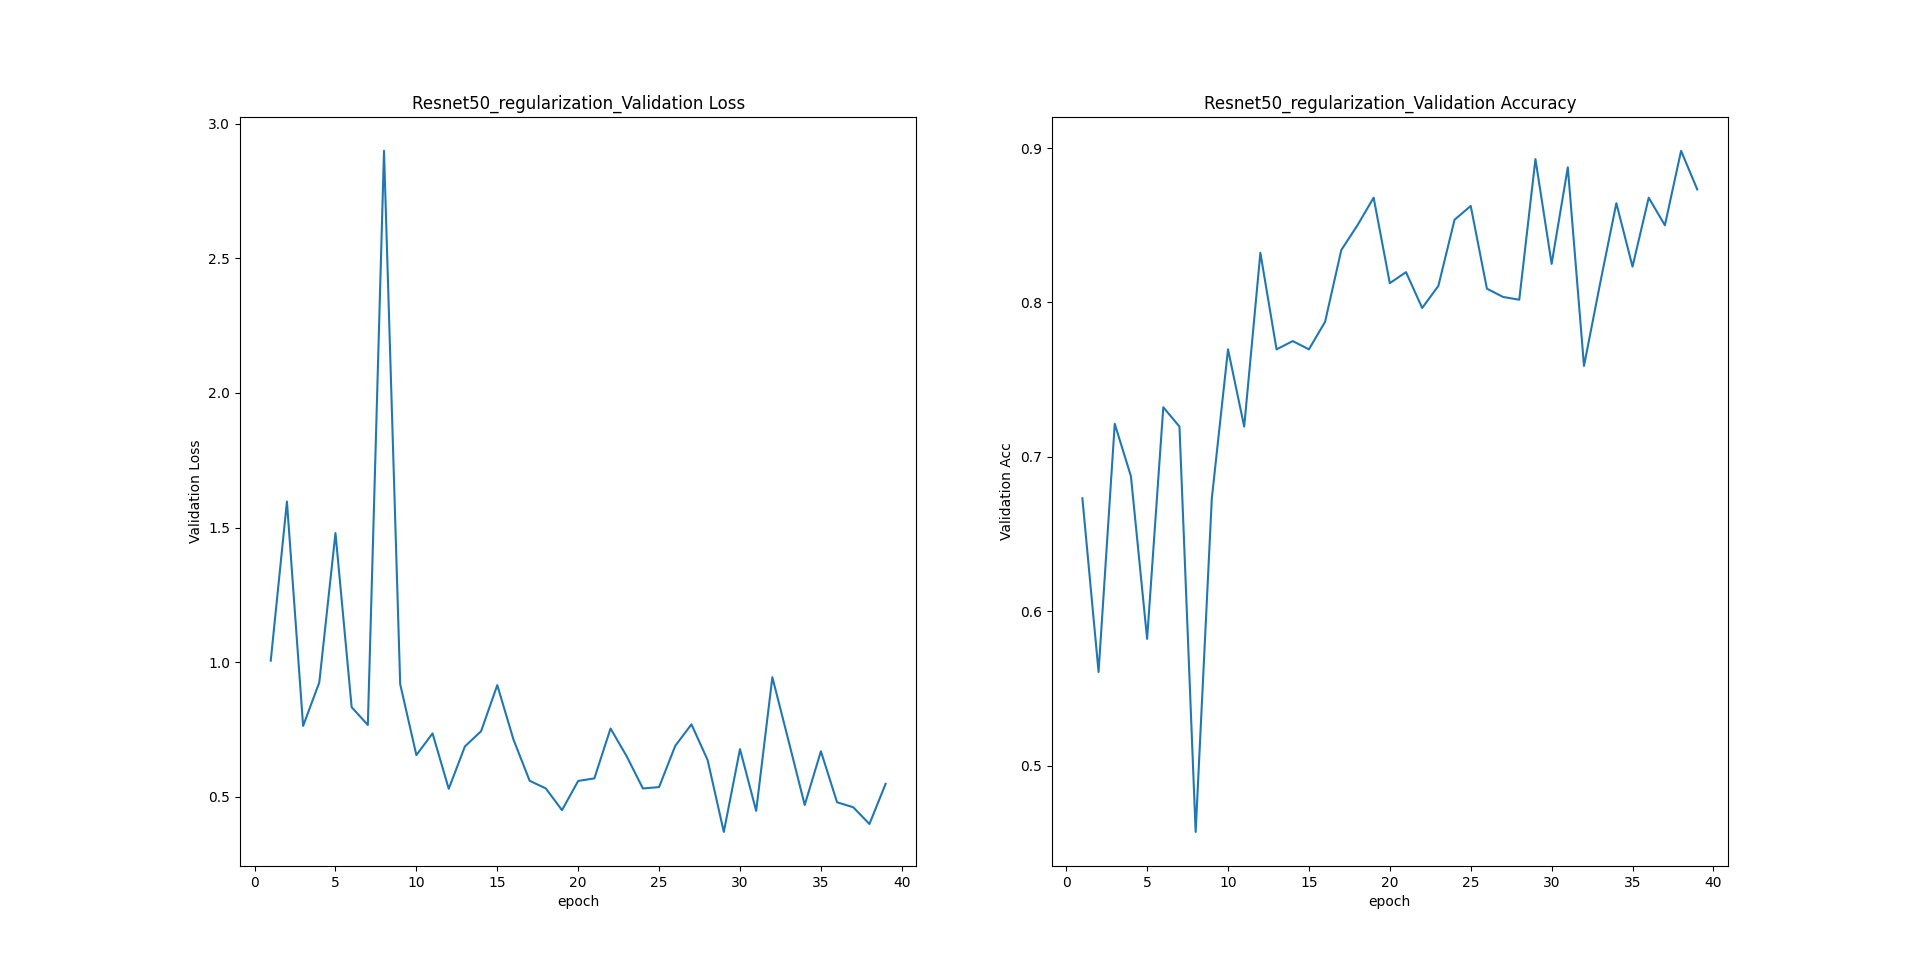 Resnet50_regularization_Validation Loss
3.0
2.5
2.0
1.5
1.0
0.5
Validation Loss
0 5 10 15 20 25 30 35 40
epoch
Resnet50_regularization_Validation Accuracy
0.9
0.8
0.7
0.6
0.5
Validation Acc
0 5 10 15 20 25 30 35 40
epoch